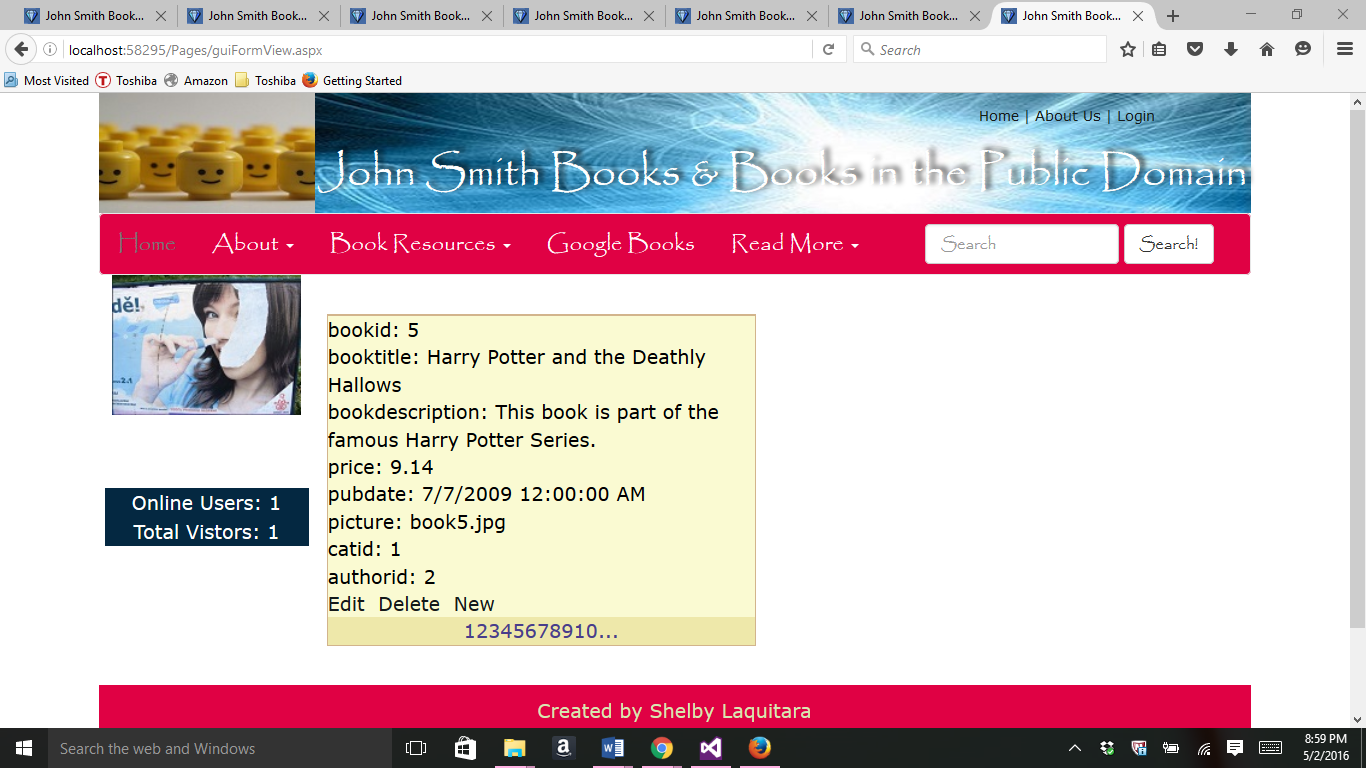 John Smith Book... John Smith Book... John Smith Book... John Smith Book... John Smith Book... John Smith Book... John Smith Book...
localhost:58295/Pages/guiFormView.aspx Search
Most Visited Toshiba Amazon Toshiba Getting Started
Home | About Us | Login
John Smith Books & Books in the Public Domain
Home About Book Resources Google Books Read More Search Search!
dě!
bookid: 5
booktitle: Harry Potter and the Deathly
Hallows
bookdescription: This book is part of the
famous Harry Potter Series.
price: 9.14
pubdate: 7/7/2009 12:00:00 AM
picture: book5.jpg
catid: 1
authorid: 2
Edit Delete New
12345678910...
Online Users: 1
Total Vistors: 1
Created by Shelby Laquitara
Search the web and Windows
8:59 PM
5/2/2016